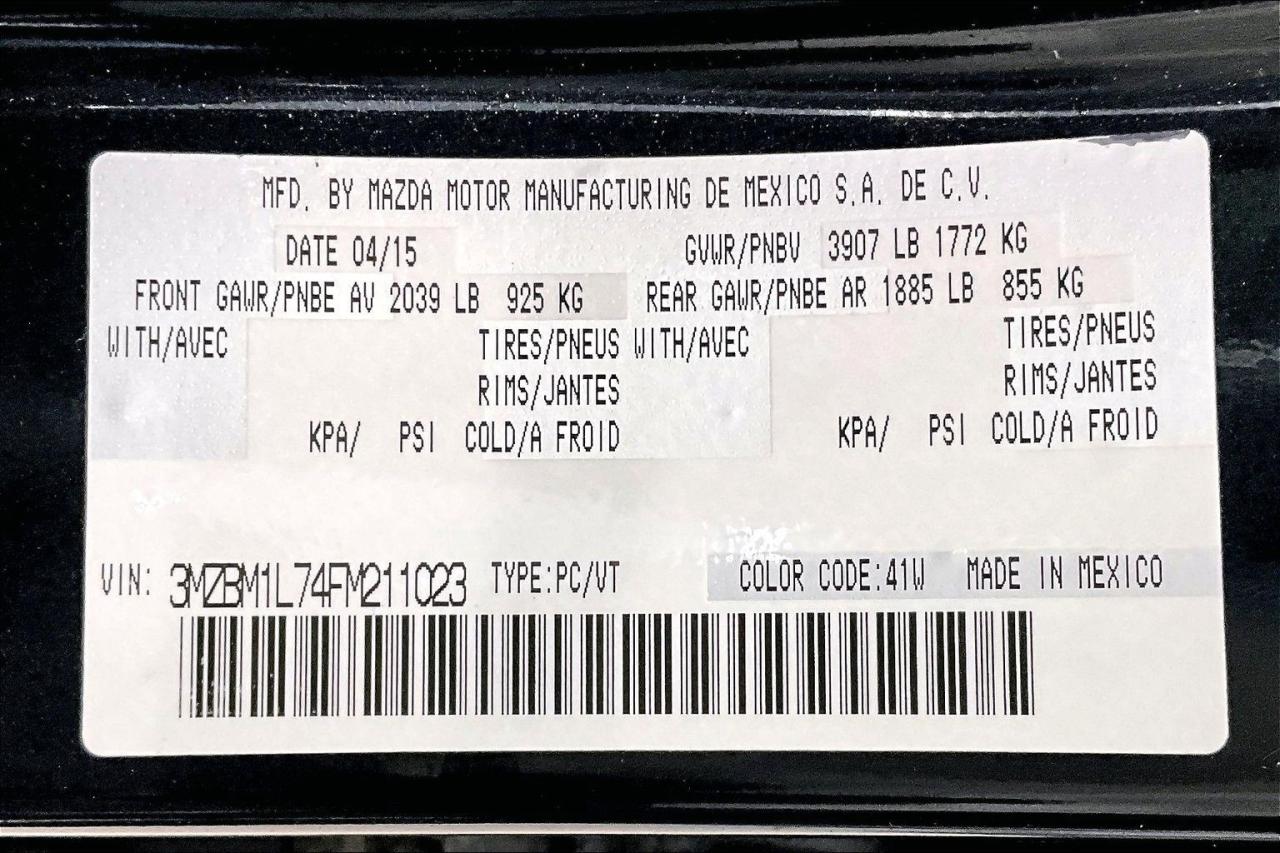 MFD. BY MAZDA MOTOR MANUFACTURING DE MEXICO S.A. DE C.V.
DATE 04/15 GVWR/PNBV 3907 LB 1772 KG
FRONT GAWR/PNBE AV 2039 LB 925 KG REAR GAWR/PNBE AR 1885 LB 855 KG
WITH/AVEC TIRES/PNEUS WITH/AVEC TIRES/PNEUS
RIMS/JANTES RIMS/JANTES
KPA/ PSI COLD/A FROID KPA/ PSI COLD/A FROID
VIN: 3MZBM1L74FM211023 TYPE:PC/VT COLOR CODE:41W MADE IN MEXICO